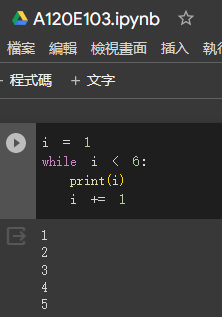 A120E103.ipynb
檔案 編輯 檢視畫面 插入
+ 程式碼 + 文字
i = 1
while i < 6:
    print(i)
    i += 1
1
2
3
4
5